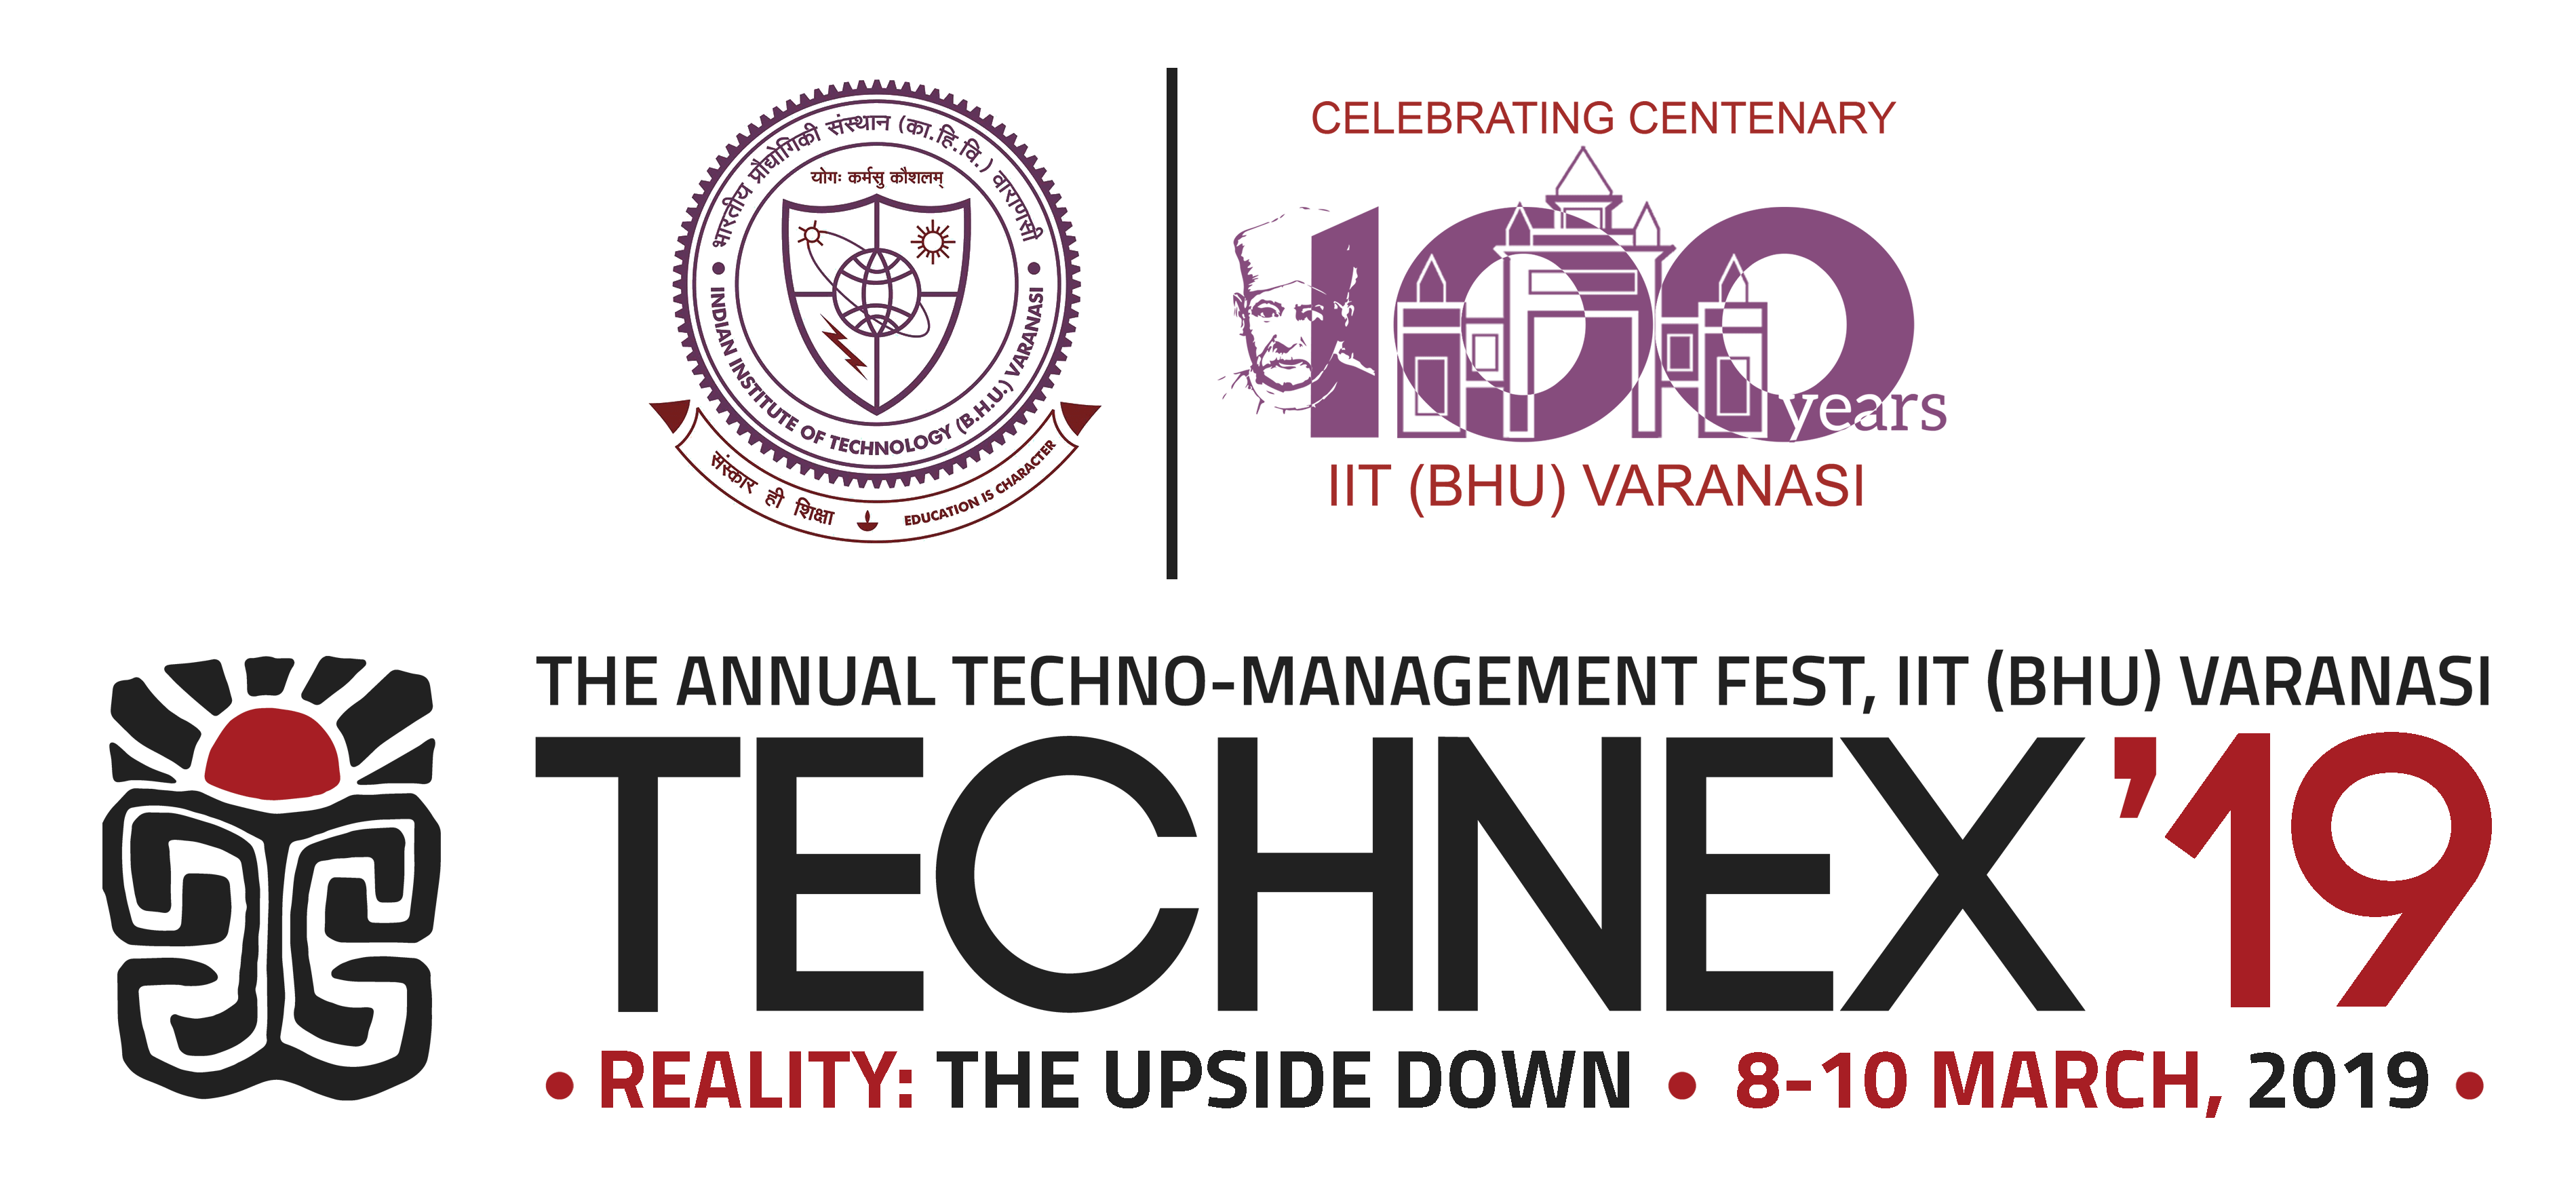 भारतीय प्रौद्योगिकी संस्थान (का.हि.वि.) वाराणसी
योगः कर्मसु कौशलम्
• INDIAN INSTITUTE OF TECHNOLOGY (B.H.U.) VARANASI •
संस्कार ही शिक्षा EDUCATION IS CHARACTER
CELEBRATING CENTENARY
100 years
IIT (BHU) VARANASI
THE ANNUAL TECHNO-MANAGEMENT FEST, IIT (BHU) VARANASI
TECHNEX'19
• REALITY: THE UPSIDE DOWN • 8-10 MARCH, 2019 •